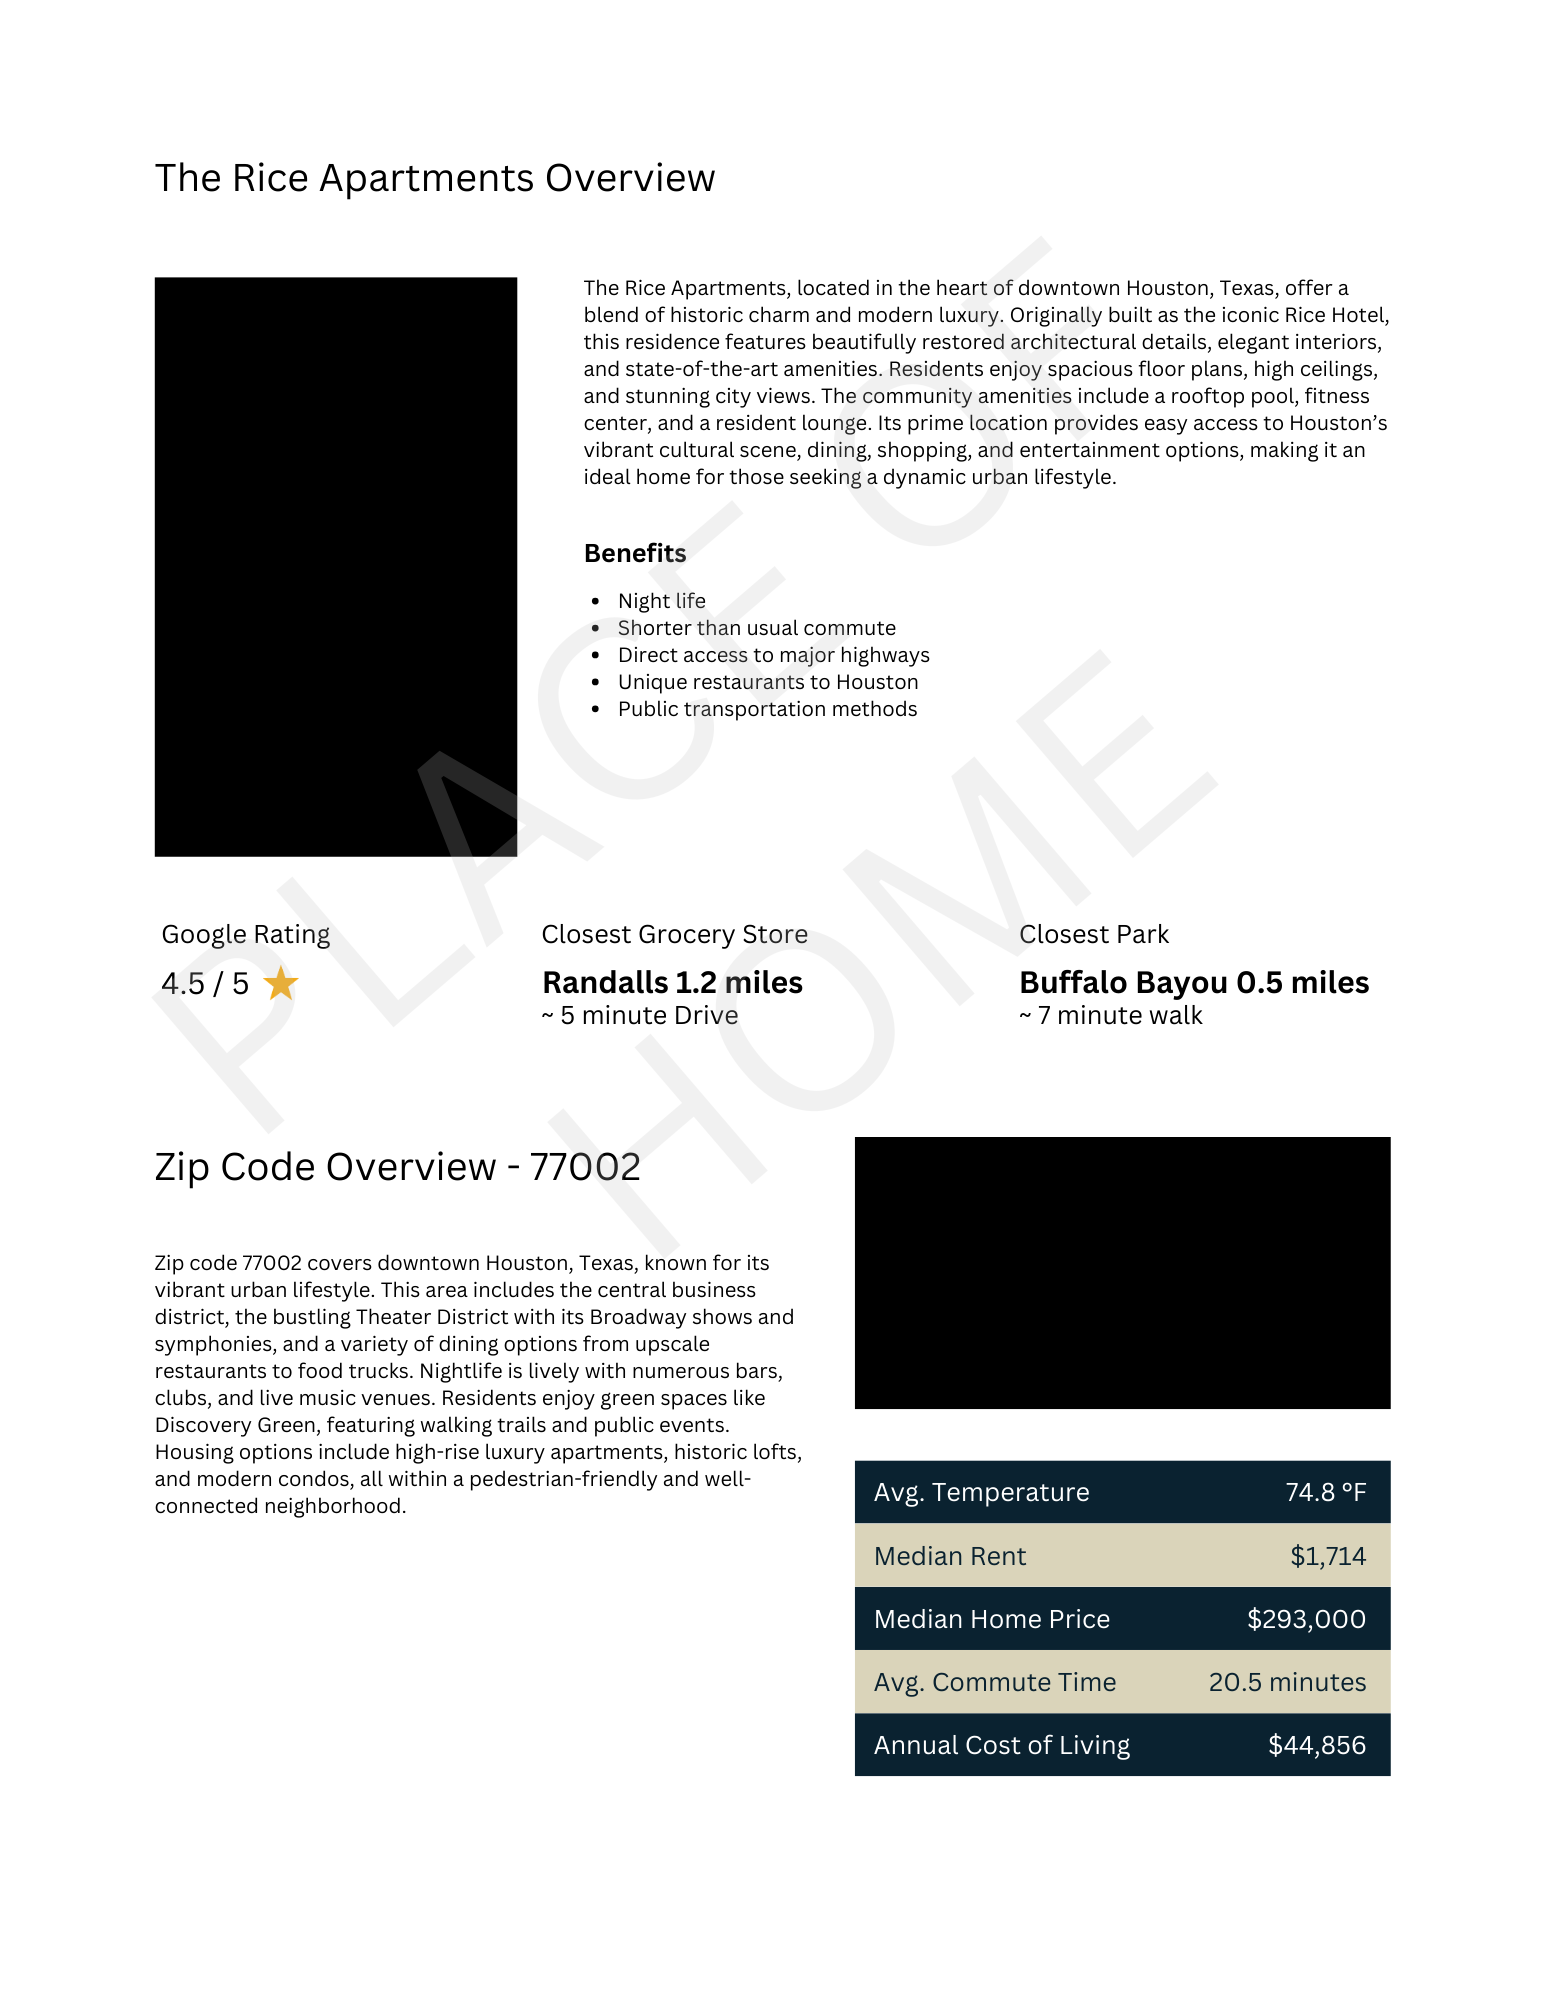 The Rice Apartments Overview
The Rice Apartments, located in the heart of downtown Houston, Texas, offer a
blend of historic charm and modern luxury. Originally built as the iconic Rice Hotel,
this residence features beautifully restored architectural details, elegant interiors,
and state-of-the-art amenities. Residents enjoy spacious floor plans, high ceilings,
and stunning city views. The community amenities include a rooftop pool, fitness
center, and a resident lounge. Its prime location provides easy access to Houston’s
vibrant cultural scene, dining, shopping, and entertainment options, making it an
ideal home for those seeking a dynamic urban lifestyle.
Benefits
• Night life
• Shorter than usual commute
• Direct access to major highways
• Unique restaurants to Houston
• Public transportation methods
Google Rating
4.5 / 5
Closest Grocery Store
Randalls 1.2 miles
~ 5 minute Drive
Closest Park
Buffalo Bayou 0.5 miles
~ 7 minute walk
Zip Code Overview - 77002
Zip code 77002 covers downtown Houston, Texas, known for its
vibrant urban lifestyle. This area includes the central business
district, the bustling Theater District with its Broadway shows and
symphonies, and a variety of dining options from upscale
restaurants to food trucks. Nightlife is lively with numerous bars,
clubs, and live music venues. Residents enjoy green spaces like
Discovery Green, featuring walking trails and public events.
Housing options include high-rise luxury apartments, historic lofts,
and modern condos, all within a pedestrian-friendly and well-
connected neighborhood.
Avg. Temperature 74.8 °F
Median Rent $1,714
Median Home Price $293,000
Avg. Commute Time 20.5 minutes
Annual Cost of Living $44,856
PLACE OF
HOME